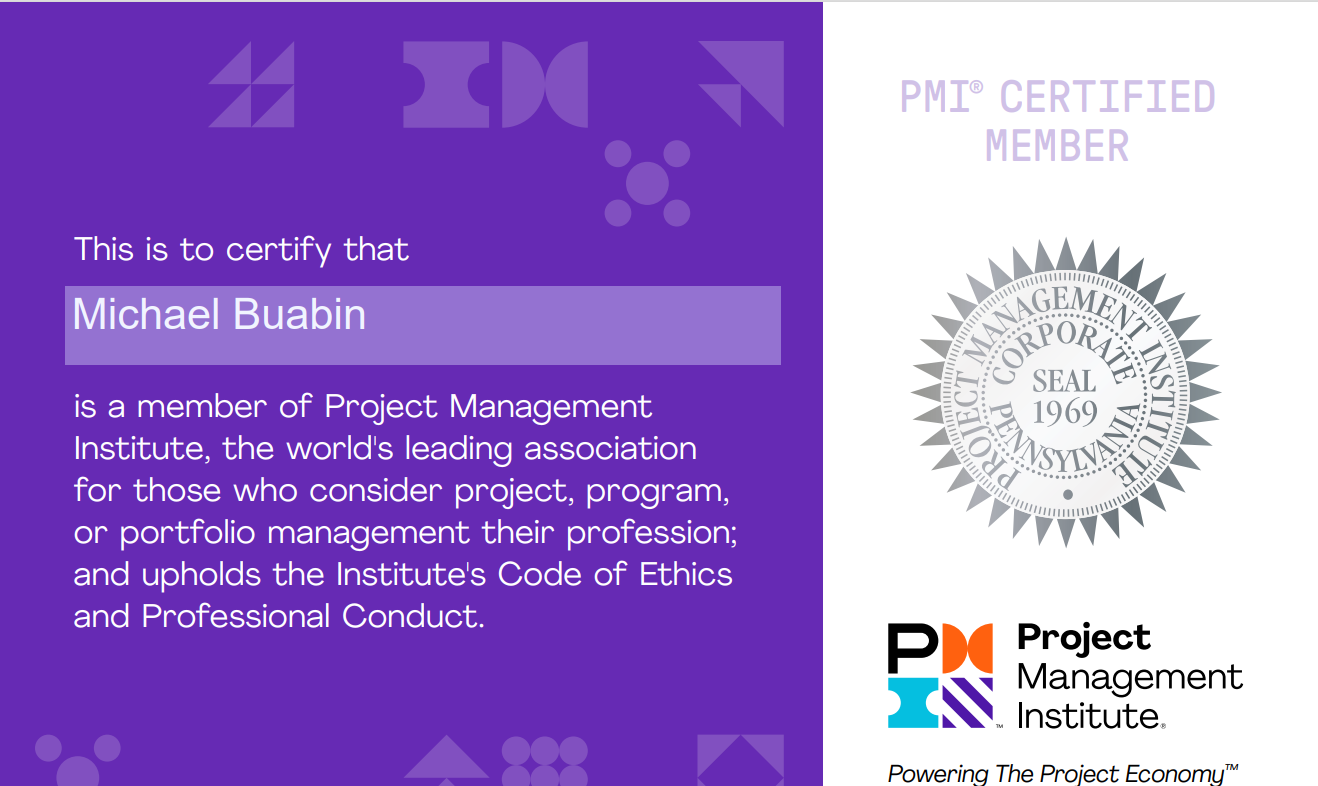 This is to certify that
Michael Buabin
is a member of Project Management
Institute, the world's leading association
for those who consider project, program,
or portfolio management their profession;
and upholds the Institute's Code of Ethics
and Professional Conduct.
PMI® CERTIFIED
MEMBER
PROJECT MANAGEMENT INSTITUTE
CORPORATE
SEAL
1969
PENNSYLVANIA
P
™
Project
Management
Institute®
Powering The Project Economy™